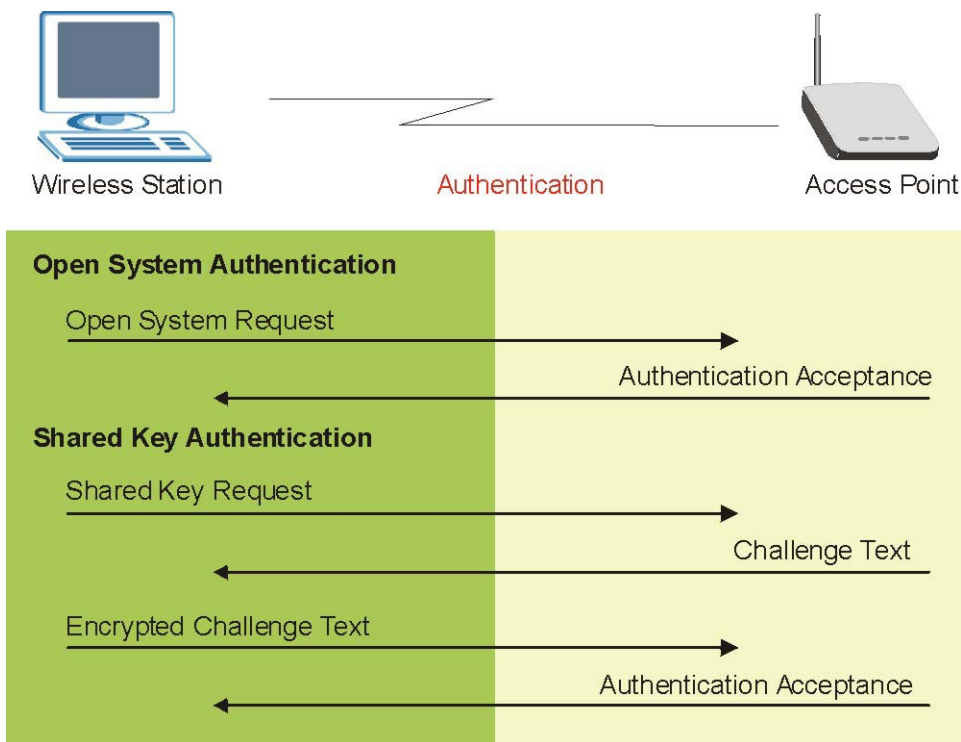 Wireless Station
Authentication
Access Point
Open System Authentication
Open System Request
Authentication Acceptance
Shared Key Authentication
Shared Key Request
Challenge Text
Encrypted Challenge Text
Authentication Acceptance